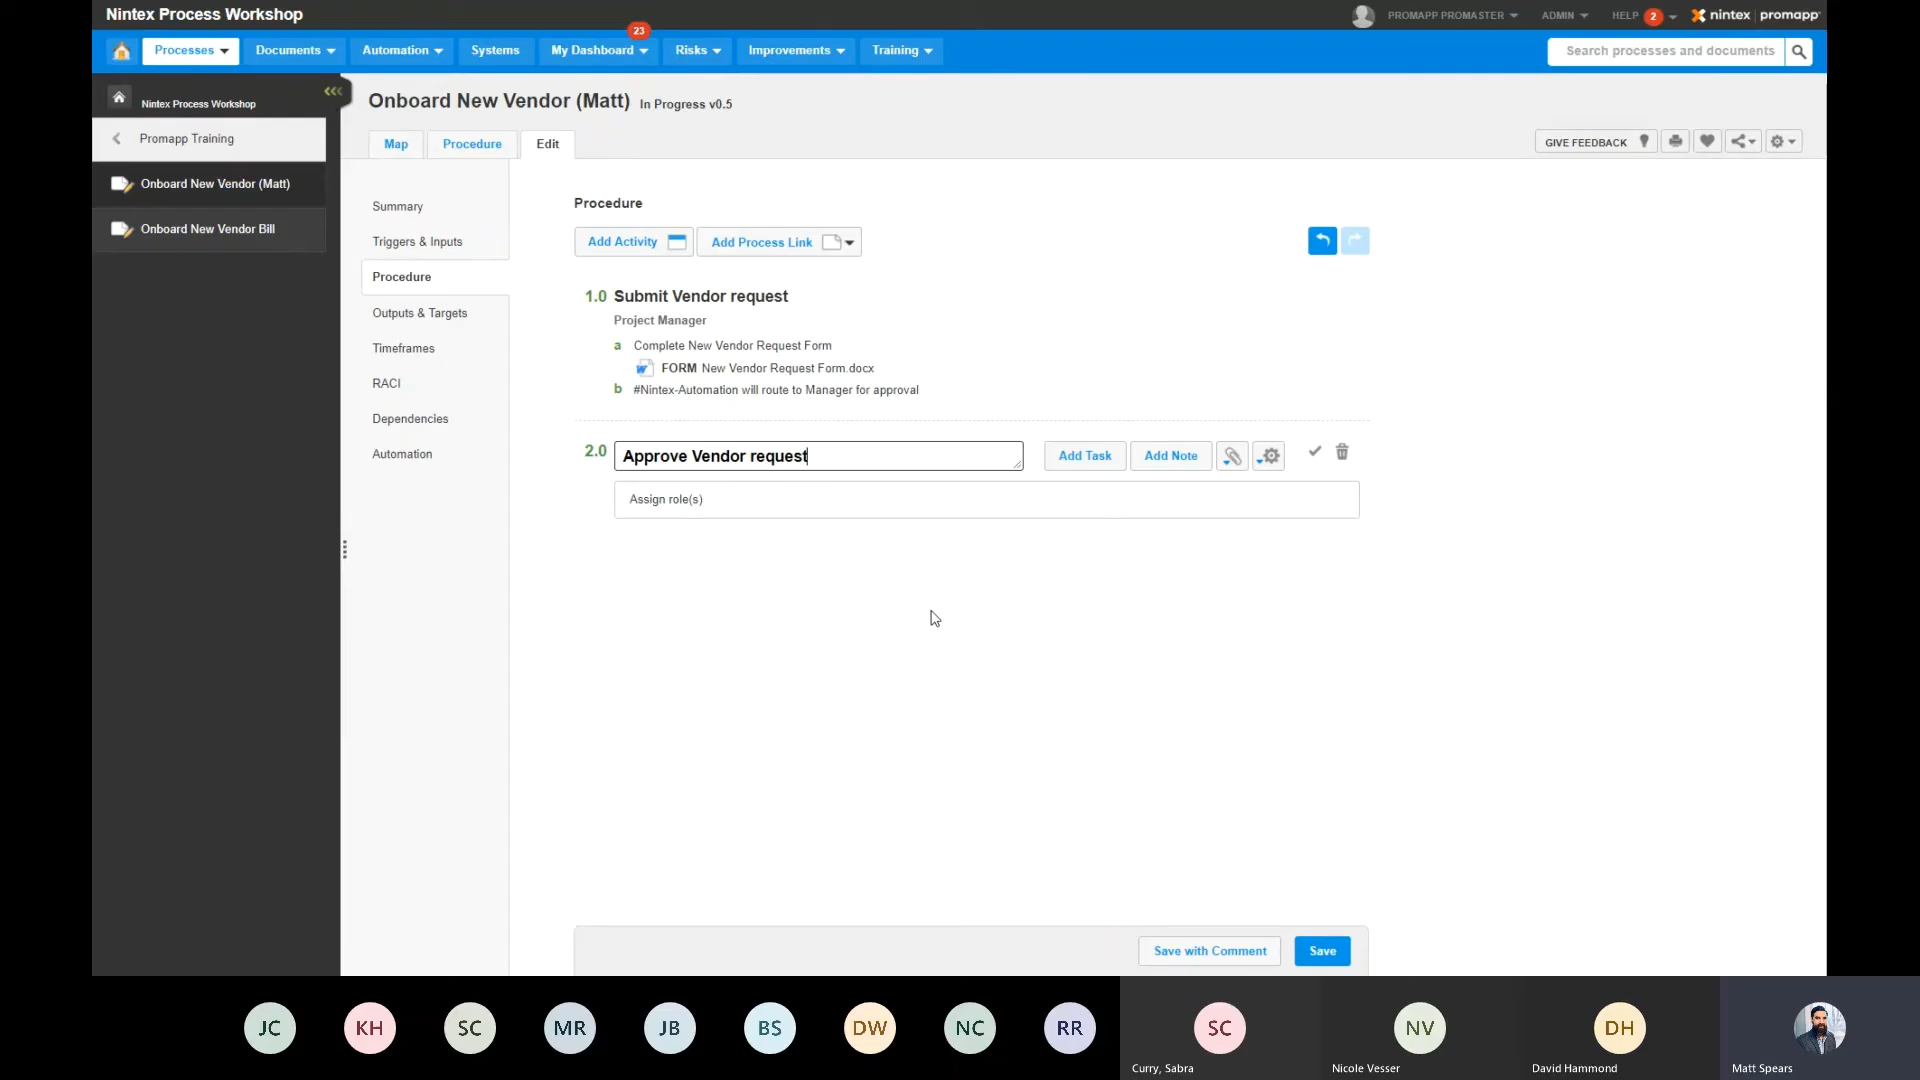 Nintex Process Workshop
PROMAPP PROMASTER
ADMIN
HELP 2
nintex promapp
Processes
Documents
Automation
Systems
My Dashboard
23
Risks
Improvements
Training
Search processes and documents
Nintex Process Workshop
Promapp Training
Onboard New Vendor (Matt)
Onboard New Vendor Bill
Onboard New Vendor (Matt) In Progress v0.5
Map
Procedure
Edit
GIVE FEEDBACK
Summary
Triggers & Inputs
Procedure
Outputs & Targets
Timeframes
RACI
Dependencies
Automation
Procedure
Add Activity
Add Process Link
1.0 Submit Vendor request
Project Manager
a Complete New Vendor Request Form
FORM New Vendor Request Form.docx
b #Nintex-Automation will route to Manager for approval
2.0 Approve Vendor request
Add Task
Add Note
Assign role(s)
Save with Comment
Save
JC
KH
SC
MR
JB
BS
DW
NC
RR
SC
NV
DH
Curry, Sabra
Nicole Vesser
David Hammond
Matt Spears